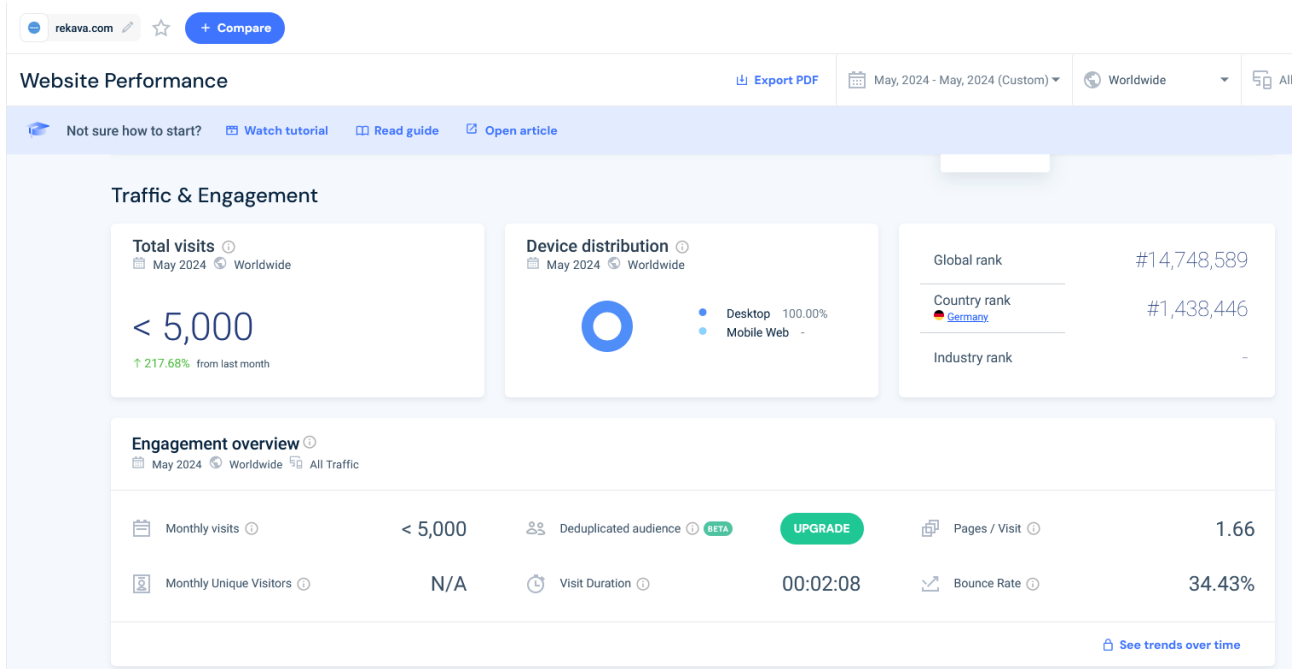 rekava.com
+ Compare
Website Performance
Export PDF
May, 2024 - May, 2024 (Custom)
Worldwide
All
Not sure how to start?
Watch tutorial
Read guide
Open article
Traffic & Engagement
Total visits
May 2024 Worldwide
< 5,000
↑ 217.68% from last month
Device distribution
May 2024 Worldwide
Desktop 100.00%
Mobile Web -
Global rank #14,748,589
Country rank #1,438,446
Germany
Industry rank -
Engagement overview
May 2024 Worldwide All Traffic
Monthly visits < 5,000
Deduplicated audience BETA UPGRADE
Pages / Visit 1.66
Monthly Unique Visitors N/A
Visit Duration 00:02:08
Bounce Rate 34.43%
See trends over time